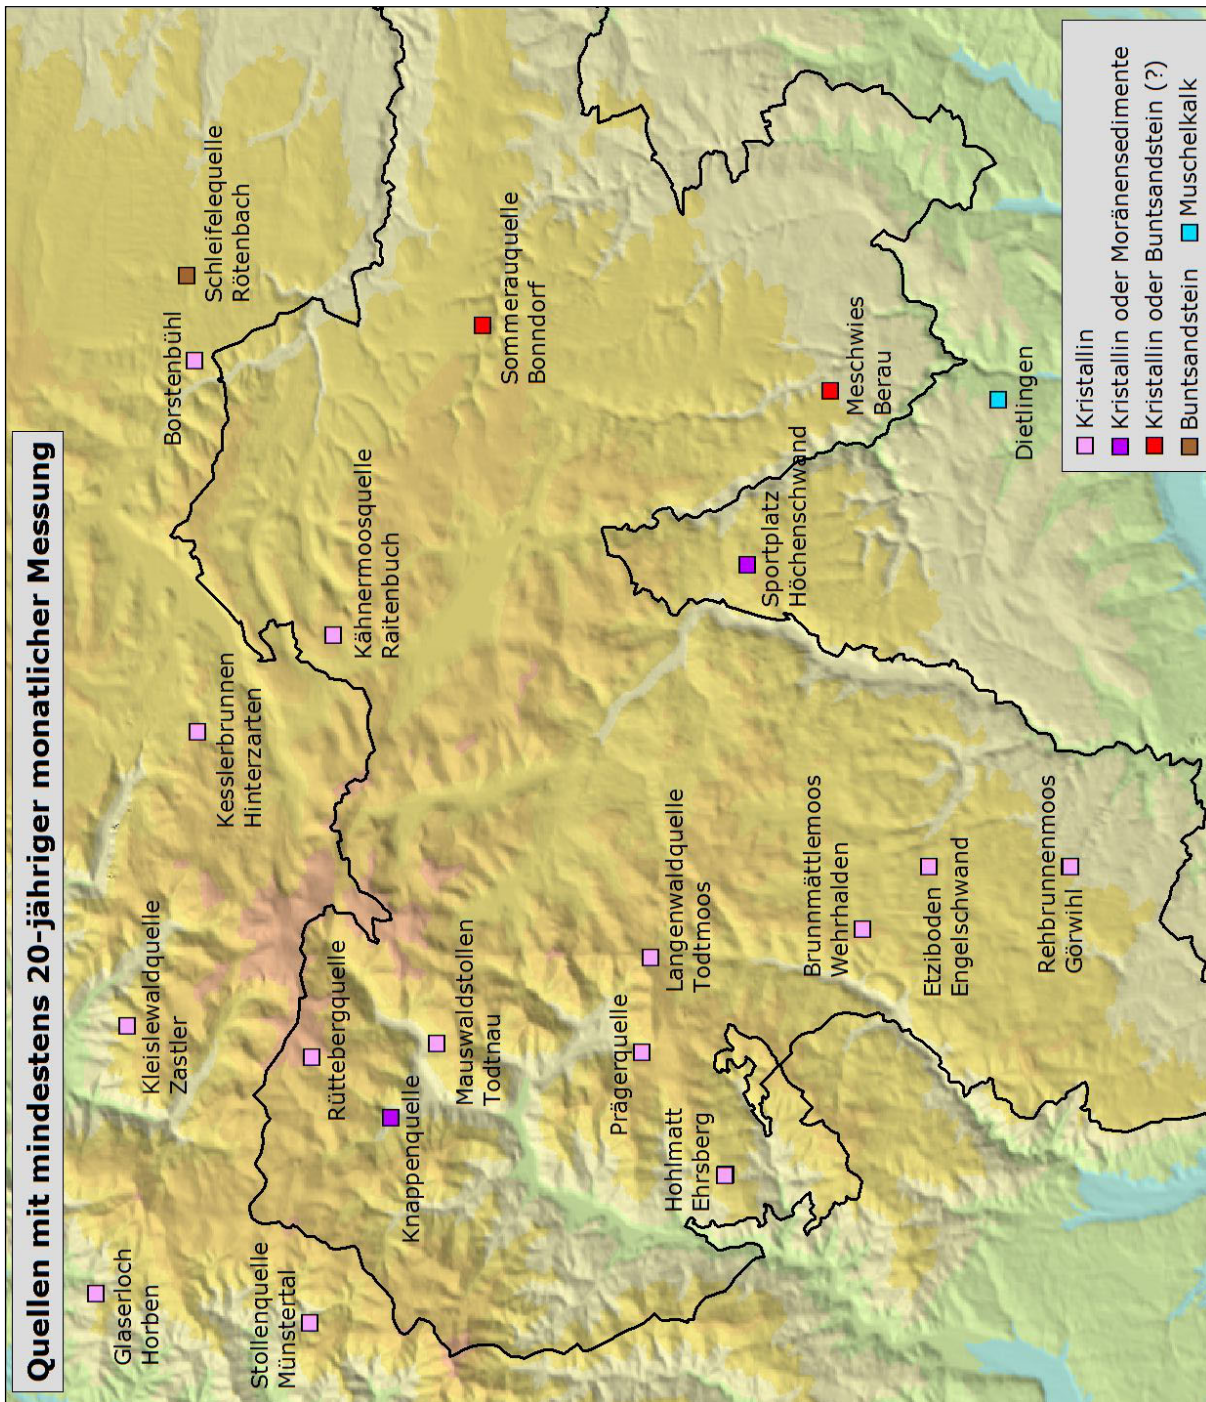 Quellen mit mindestens 20-jähriger monatlicher Messung
Glaserloch
Horben
Stollenquelle
Münstertal
Kleislewaldquelle
Zastler
Rüttebergquelle
Knappenquelle
Mauswaldstollen
Todtnau
Kesslerbrunnen
Hinterzarten
Kähnermoosquelle
Raitenbuch
Borstenbühl
Schleifelequelle
Rötenbach
Sommerauquelle
Bonndorf
Hohlmatt
Ehrsberg
Prägerquelle
Langenwaldquelle
Todtmoos
Brunnmättlemoos
Wehrhalden
Etziboden
Engelschwand
Rehbrunnenmoos
Görwihl
Sportplatz
Höchenschwand
Meschwies
Berau
Dietlingen
Kristallin
Kristallin oder Moränensedimente
Kristallin oder Buntsandstein (?)
Buntsandstein
Muschelkalk